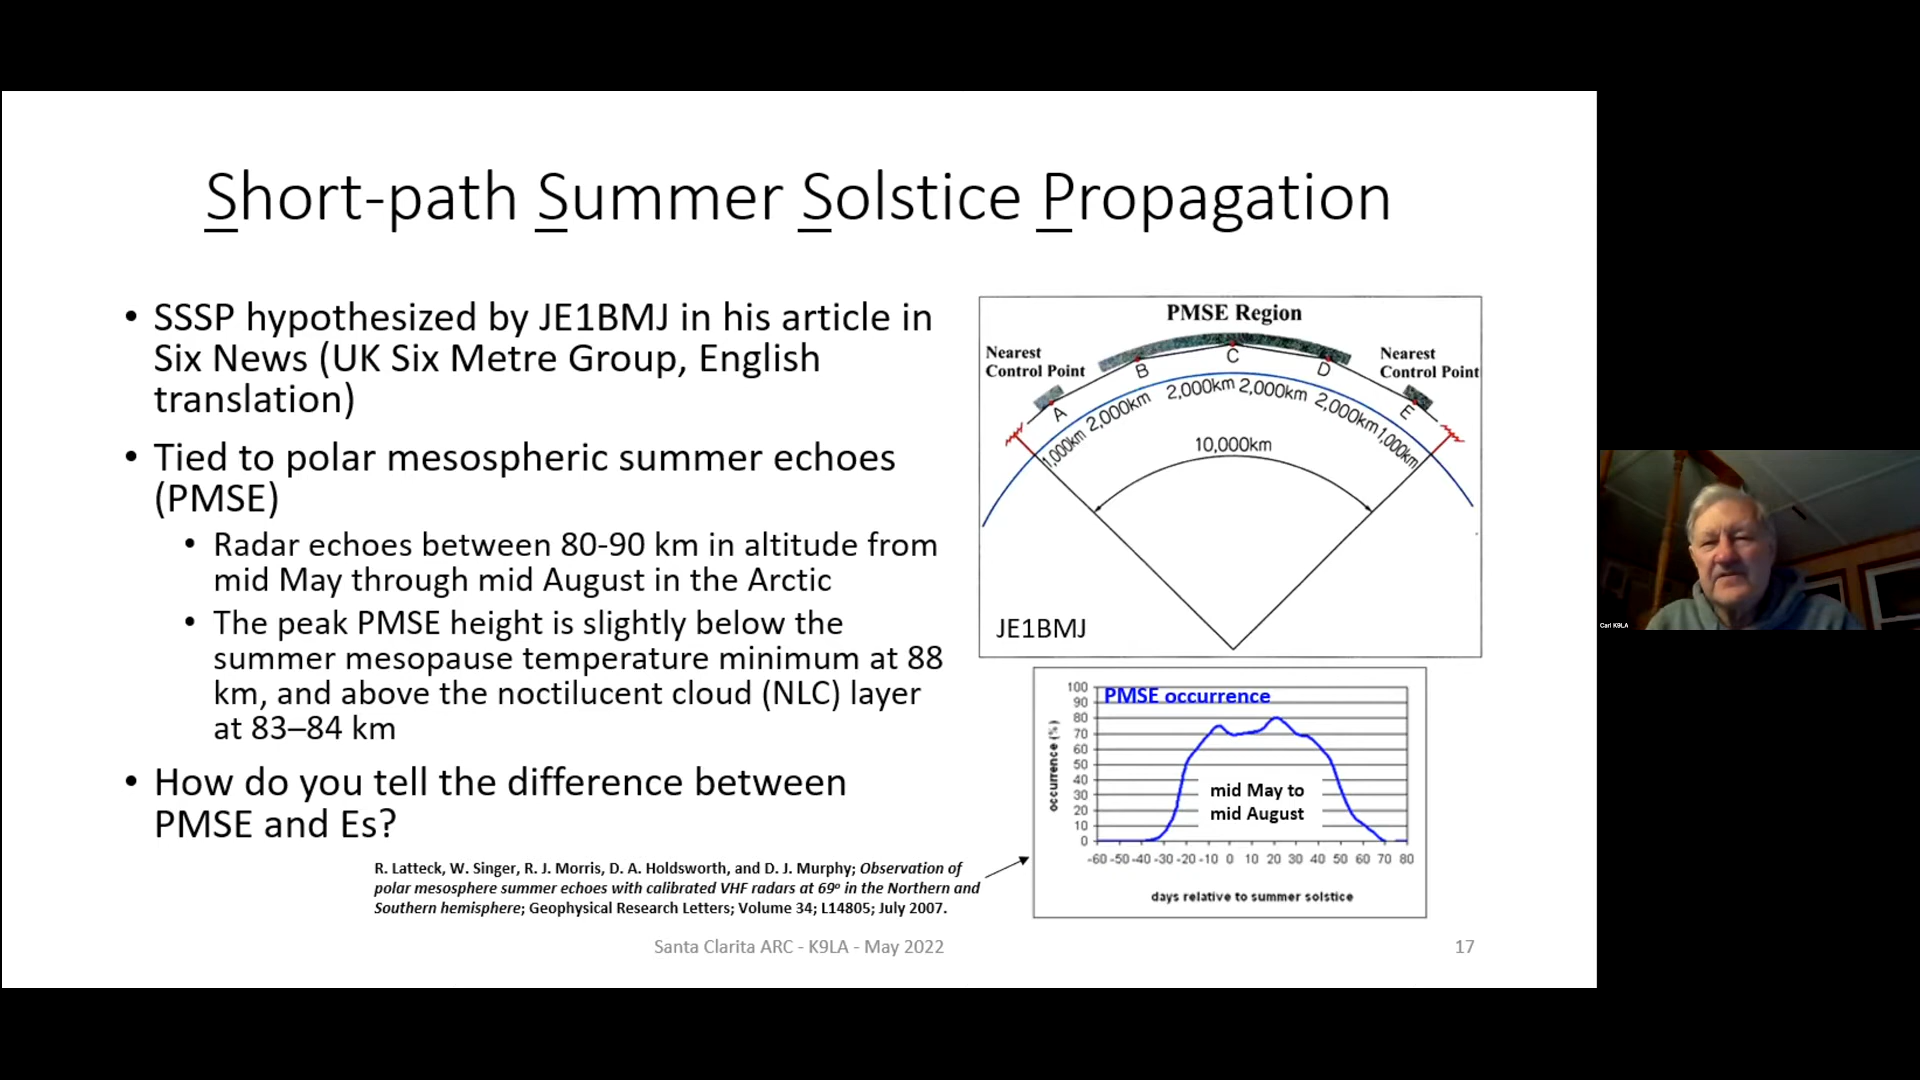 Short-path Summer Solstice Propagation
• SSSP hypothesized by JE1BMJ in his article in
Six News (UK Six Metre Group, English
translation)
• Tied to polar mesospheric summer echoes
(PMSE)
• Radar echoes between 80-90 km in altitude from
mid May through mid August in the Arctic
• The peak PMSE height is slightly below the
summer mesopause temperature minimum at 88
km, and above the noctilucent cloud (NLC) layer
at 83–84 km
• How do you tell the difference between
PMSE and Es?
R. Latteck, W. Singer, R. J. Morris, D. A. Holdsworth, and D. J. Murphy; Observation of
polar mesosphere summer echoes with calibrated VHF radars at 69º in the Northern and
Southern hemisphere; Geophysical Research Letters; Volume 34; L14805; July 2007.
PMSE Region
Nearest
Control Point
Nearest
Control Point
A
B
C
D
E
1,000km
2,000km
2,000km
2,000km
2,000km
1,000km
10,000km
JE1BMJ
PMSE occurrence
occurrence (%)
100
90
80
70
60
50
40
30
20
10
0
mid May to
mid August
-60 -50 -40 -30 -20 -10 0 10 20 30 40 50 60 70 80
days relative to summer solstice
Santa Clarita ARC - K9LA - May 2022
17
Carl K9LA